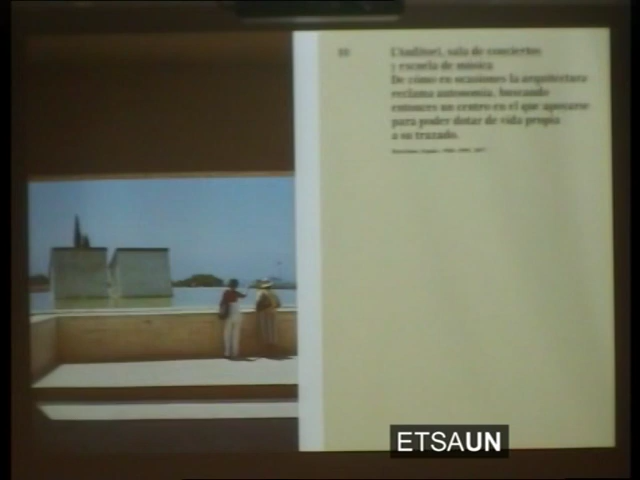 10
L'Auditori, sala de conciertos
y escuela de música
De cómo en ocasiones la arquitectura
reclama autonomía, buscando
entonces un centro en el que apoyarse
para poder dotar de vida propia
a su trazado.
ETSAUN